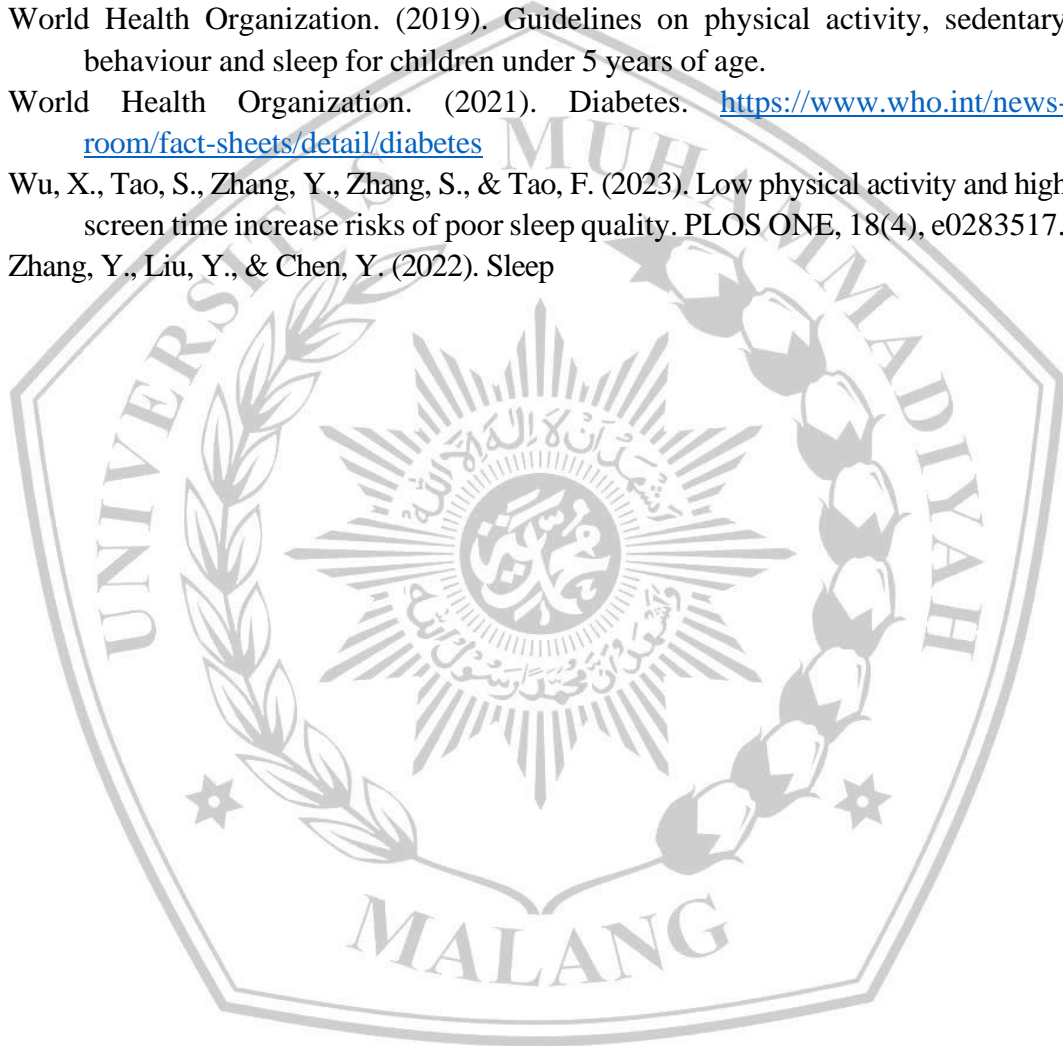 World Health Organization. (2019). Guidelines on physical activity, sedentary
behaviour and sleep for children under 5 years of age.
World Health Organization. (2021). Diabetes. https://www.who.int/news-
room/fact-sheets/detail/diabetes
Wu, X., Tao, S., Zhang, Y., Zhang, S., & Tao, F. (2023). Low physical activity and high
screen time increase risks of poor sleep quality. PLOS ONE, 18(4), e0283517.
Zhang, Y., Liu, Y., & Chen, Y. (2022). Sleep
UNIVERSITAS MUHAMMADIYAH
MALANG